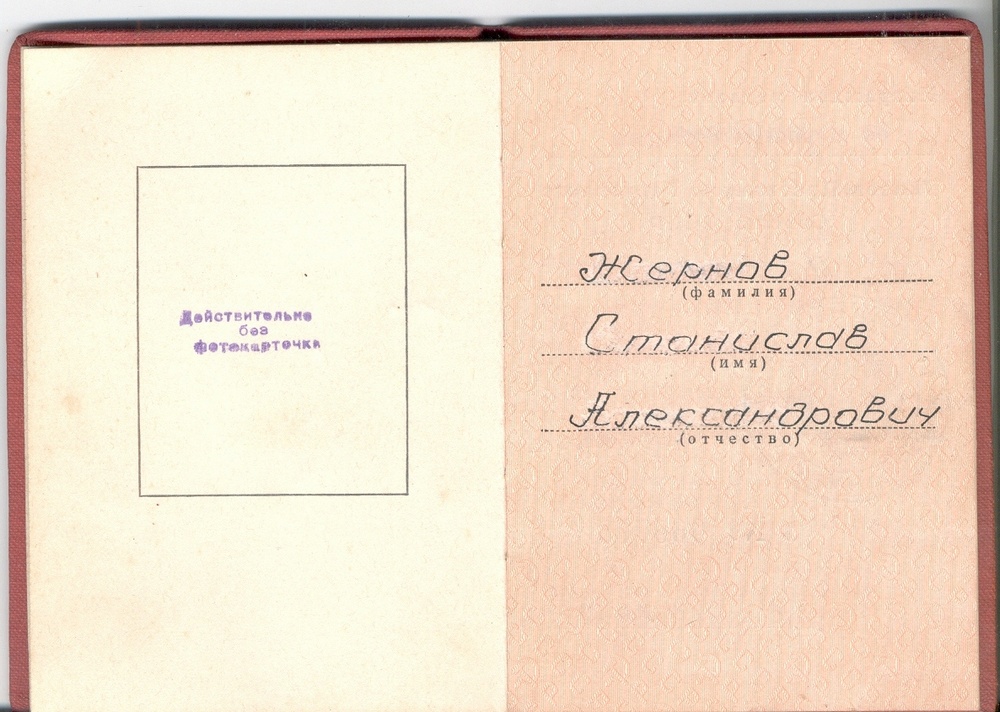 Действительно
без
фотокарточки
Жернов
(фамилия)
Станислав
(имя)
Александрович
(отчество)